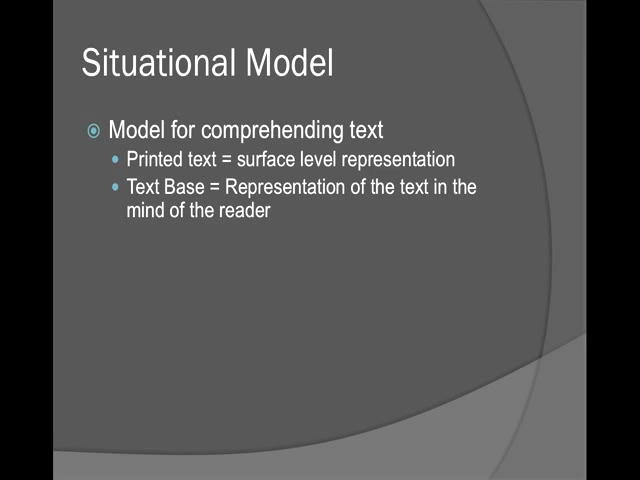 Situational Model
Model for comprehending text
Printed text = surface level representation
Text Base = Representation of the text in the
mind of the reader